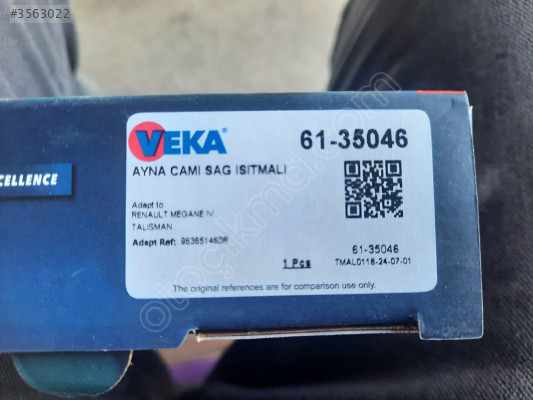 #3563022
VEKA
61-35046
AYNA CAMI SAG ISITMALI
CELLENCE
Adapt to
RENAULT MEGANE IV
TALISMAN
Adapt Ref: 963651460R
61-35046
1 Pcs
TMAL0118-24-07-01
The original references are for comparison use only.